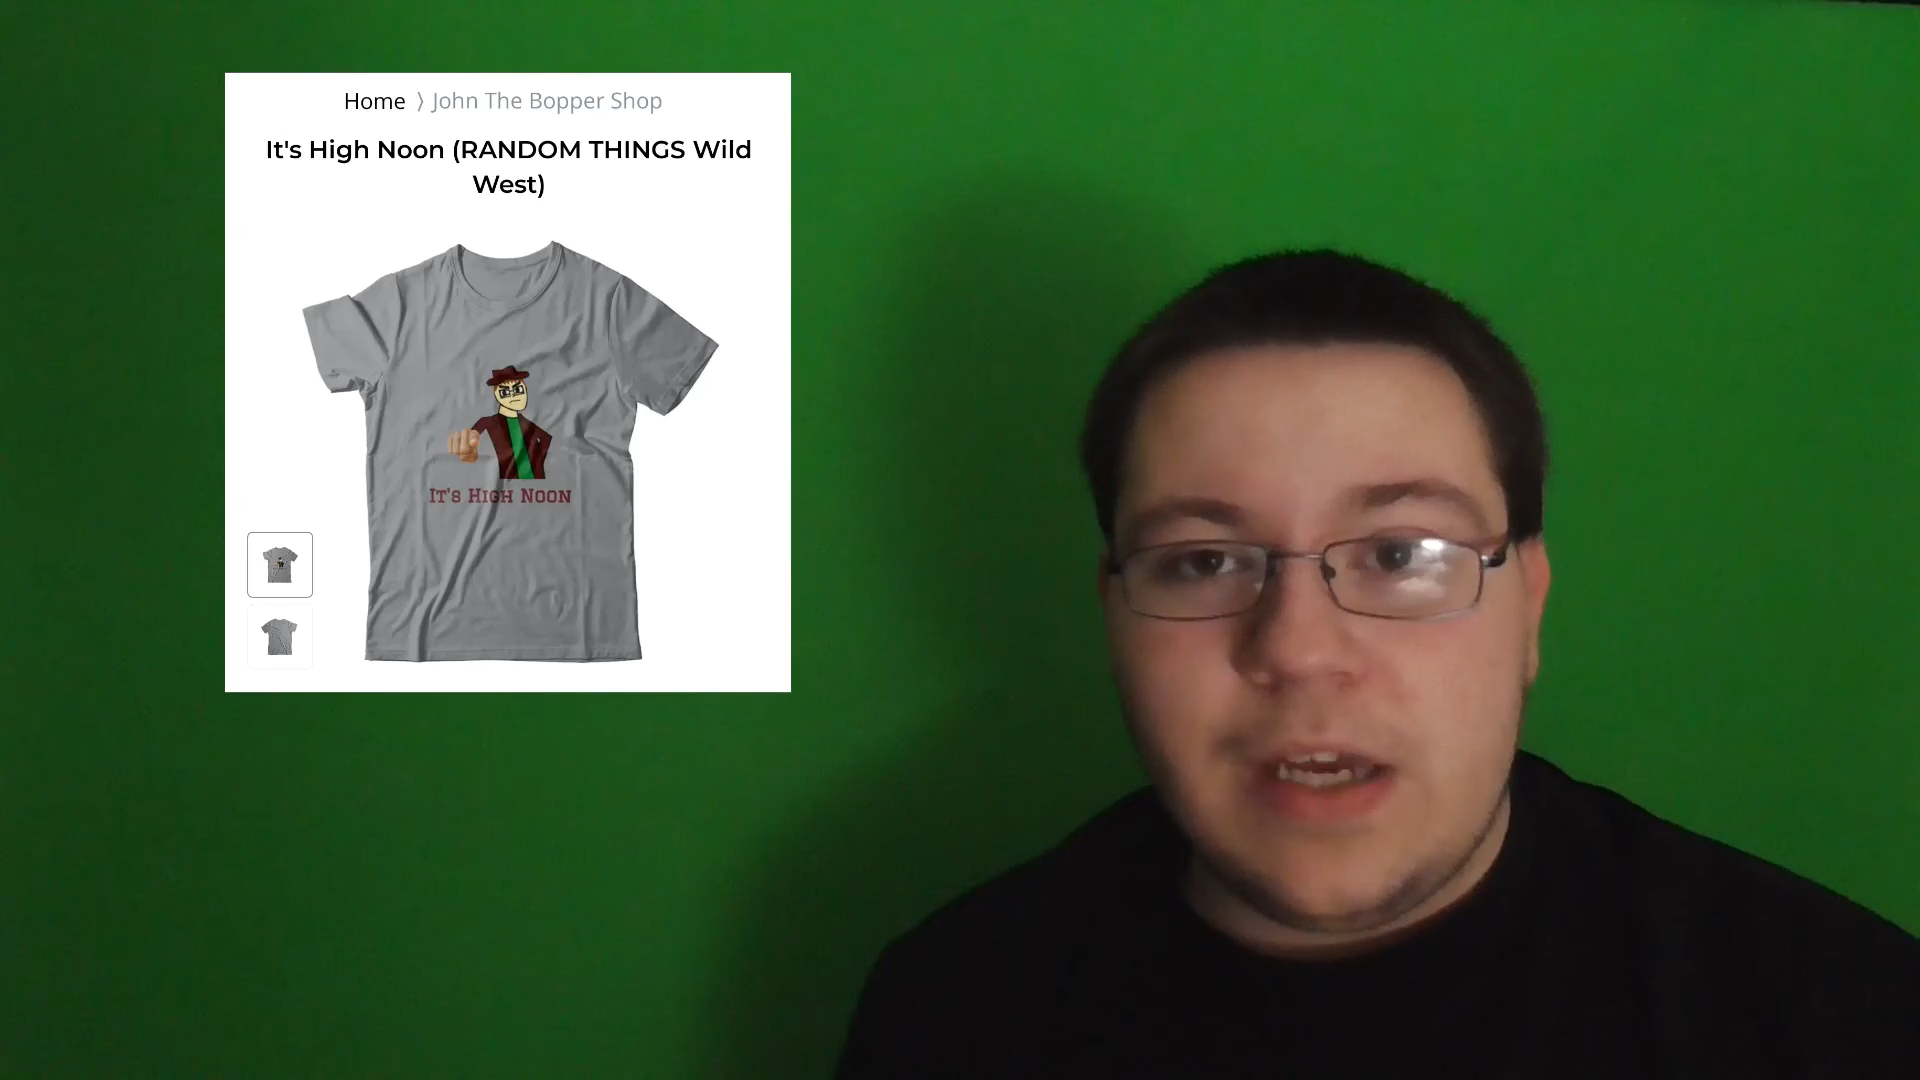 Home 〉John The Bopper Shop
It's High Noon (RANDOM THINGS Wild
West)
It's High Noon